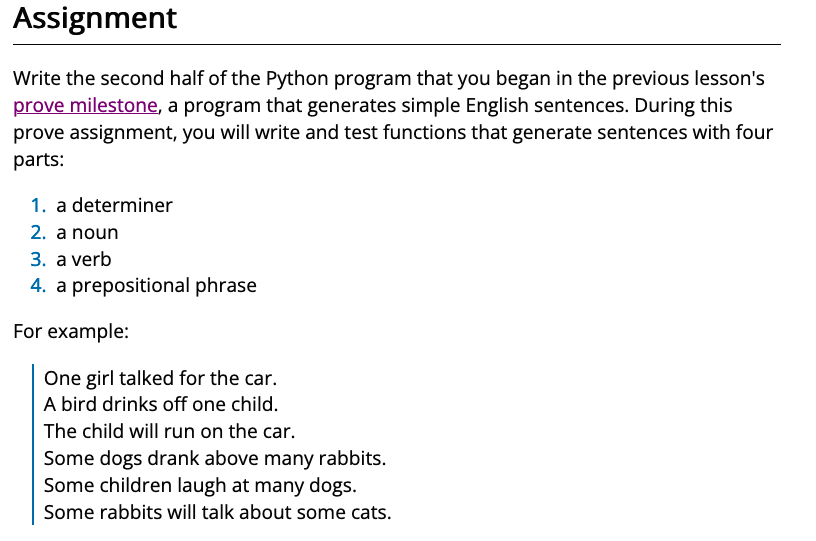 Assignment
Write the second half of the Python program that you began in the previous lesson's
prove milestone, a program that generates simple English sentences. During this
prove assignment, you will write and test functions that generate sentences with four
parts:
1. a determiner
2. a noun
3. a verb
4. a prepositional phrase
For example:
One girl talked for the car.
A bird drinks off one child.
The child will run on the car.
Some dogs drank above many rabbits.
Some children laugh at many dogs.
Some rabbits will talk about some cats.